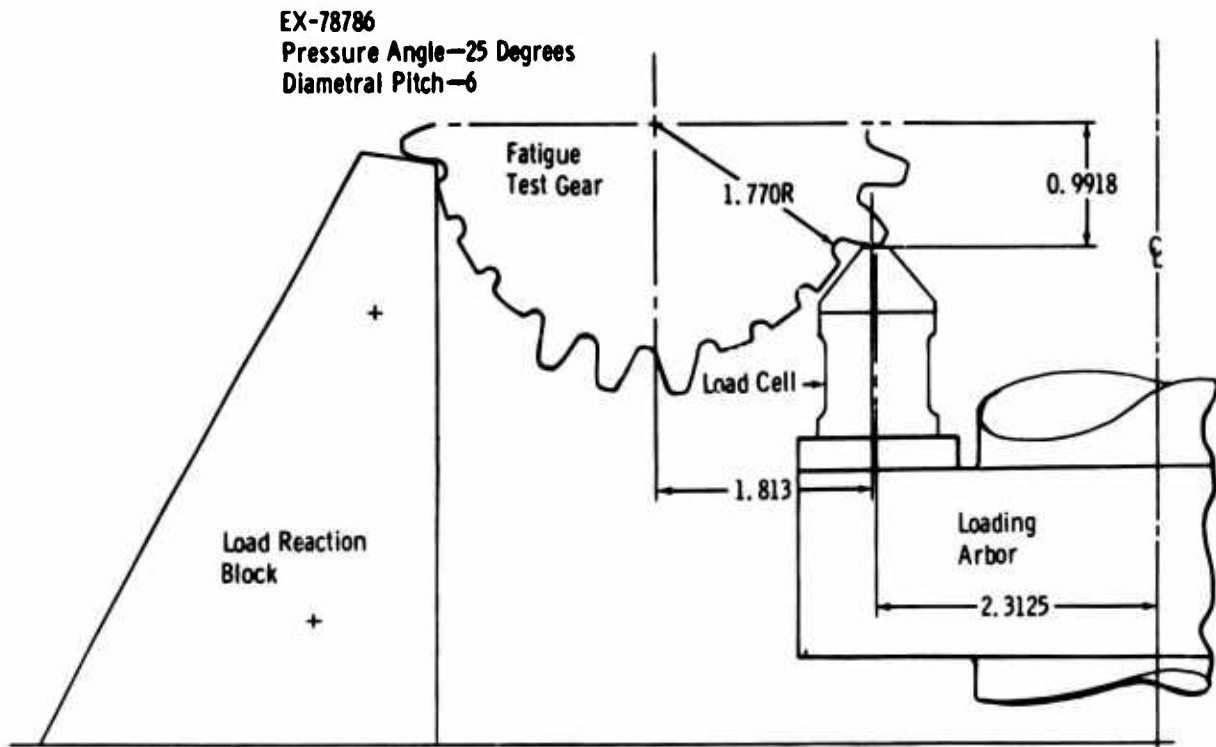 EX-78786
Pressure Angle—25 Degrees
Diametral Pitch—6
Fatigue
Test Gear
1.770R
0.9918
℄
Load Cell
1.813
Load Reaction
Block
Loading
Arbor
2.3125